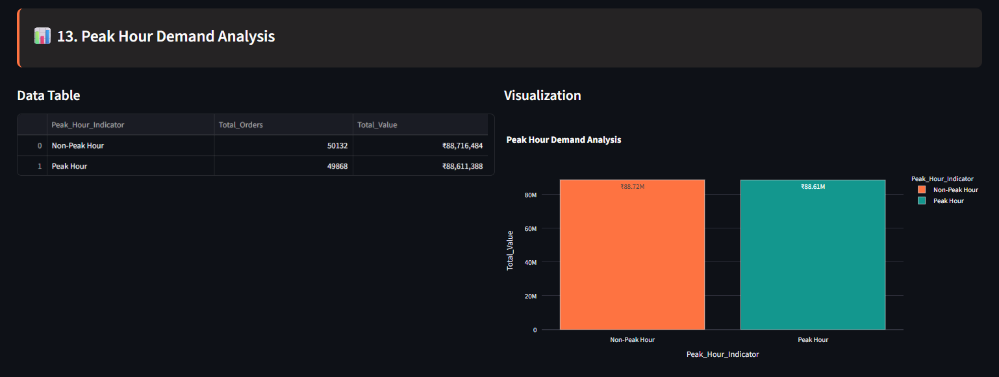 13. Peak Hour Demand Analysis
Data Table
Peak_Hour_Indicator Total_Orders Total_Value
0 Non-Peak Hour 50132 ₹88,716,484
1 Peak Hour 49868 ₹88,611,388
Visualization
Peak Hour Demand Analysis
₹88.72M ₹88.61M
80M
60M
40M
20M
0
Total_Value
Non-Peak Hour Peak Hour
Peak_Hour_Indicator
Peak_Hour_Indicator
Non-Peak Hour
Peak Hour